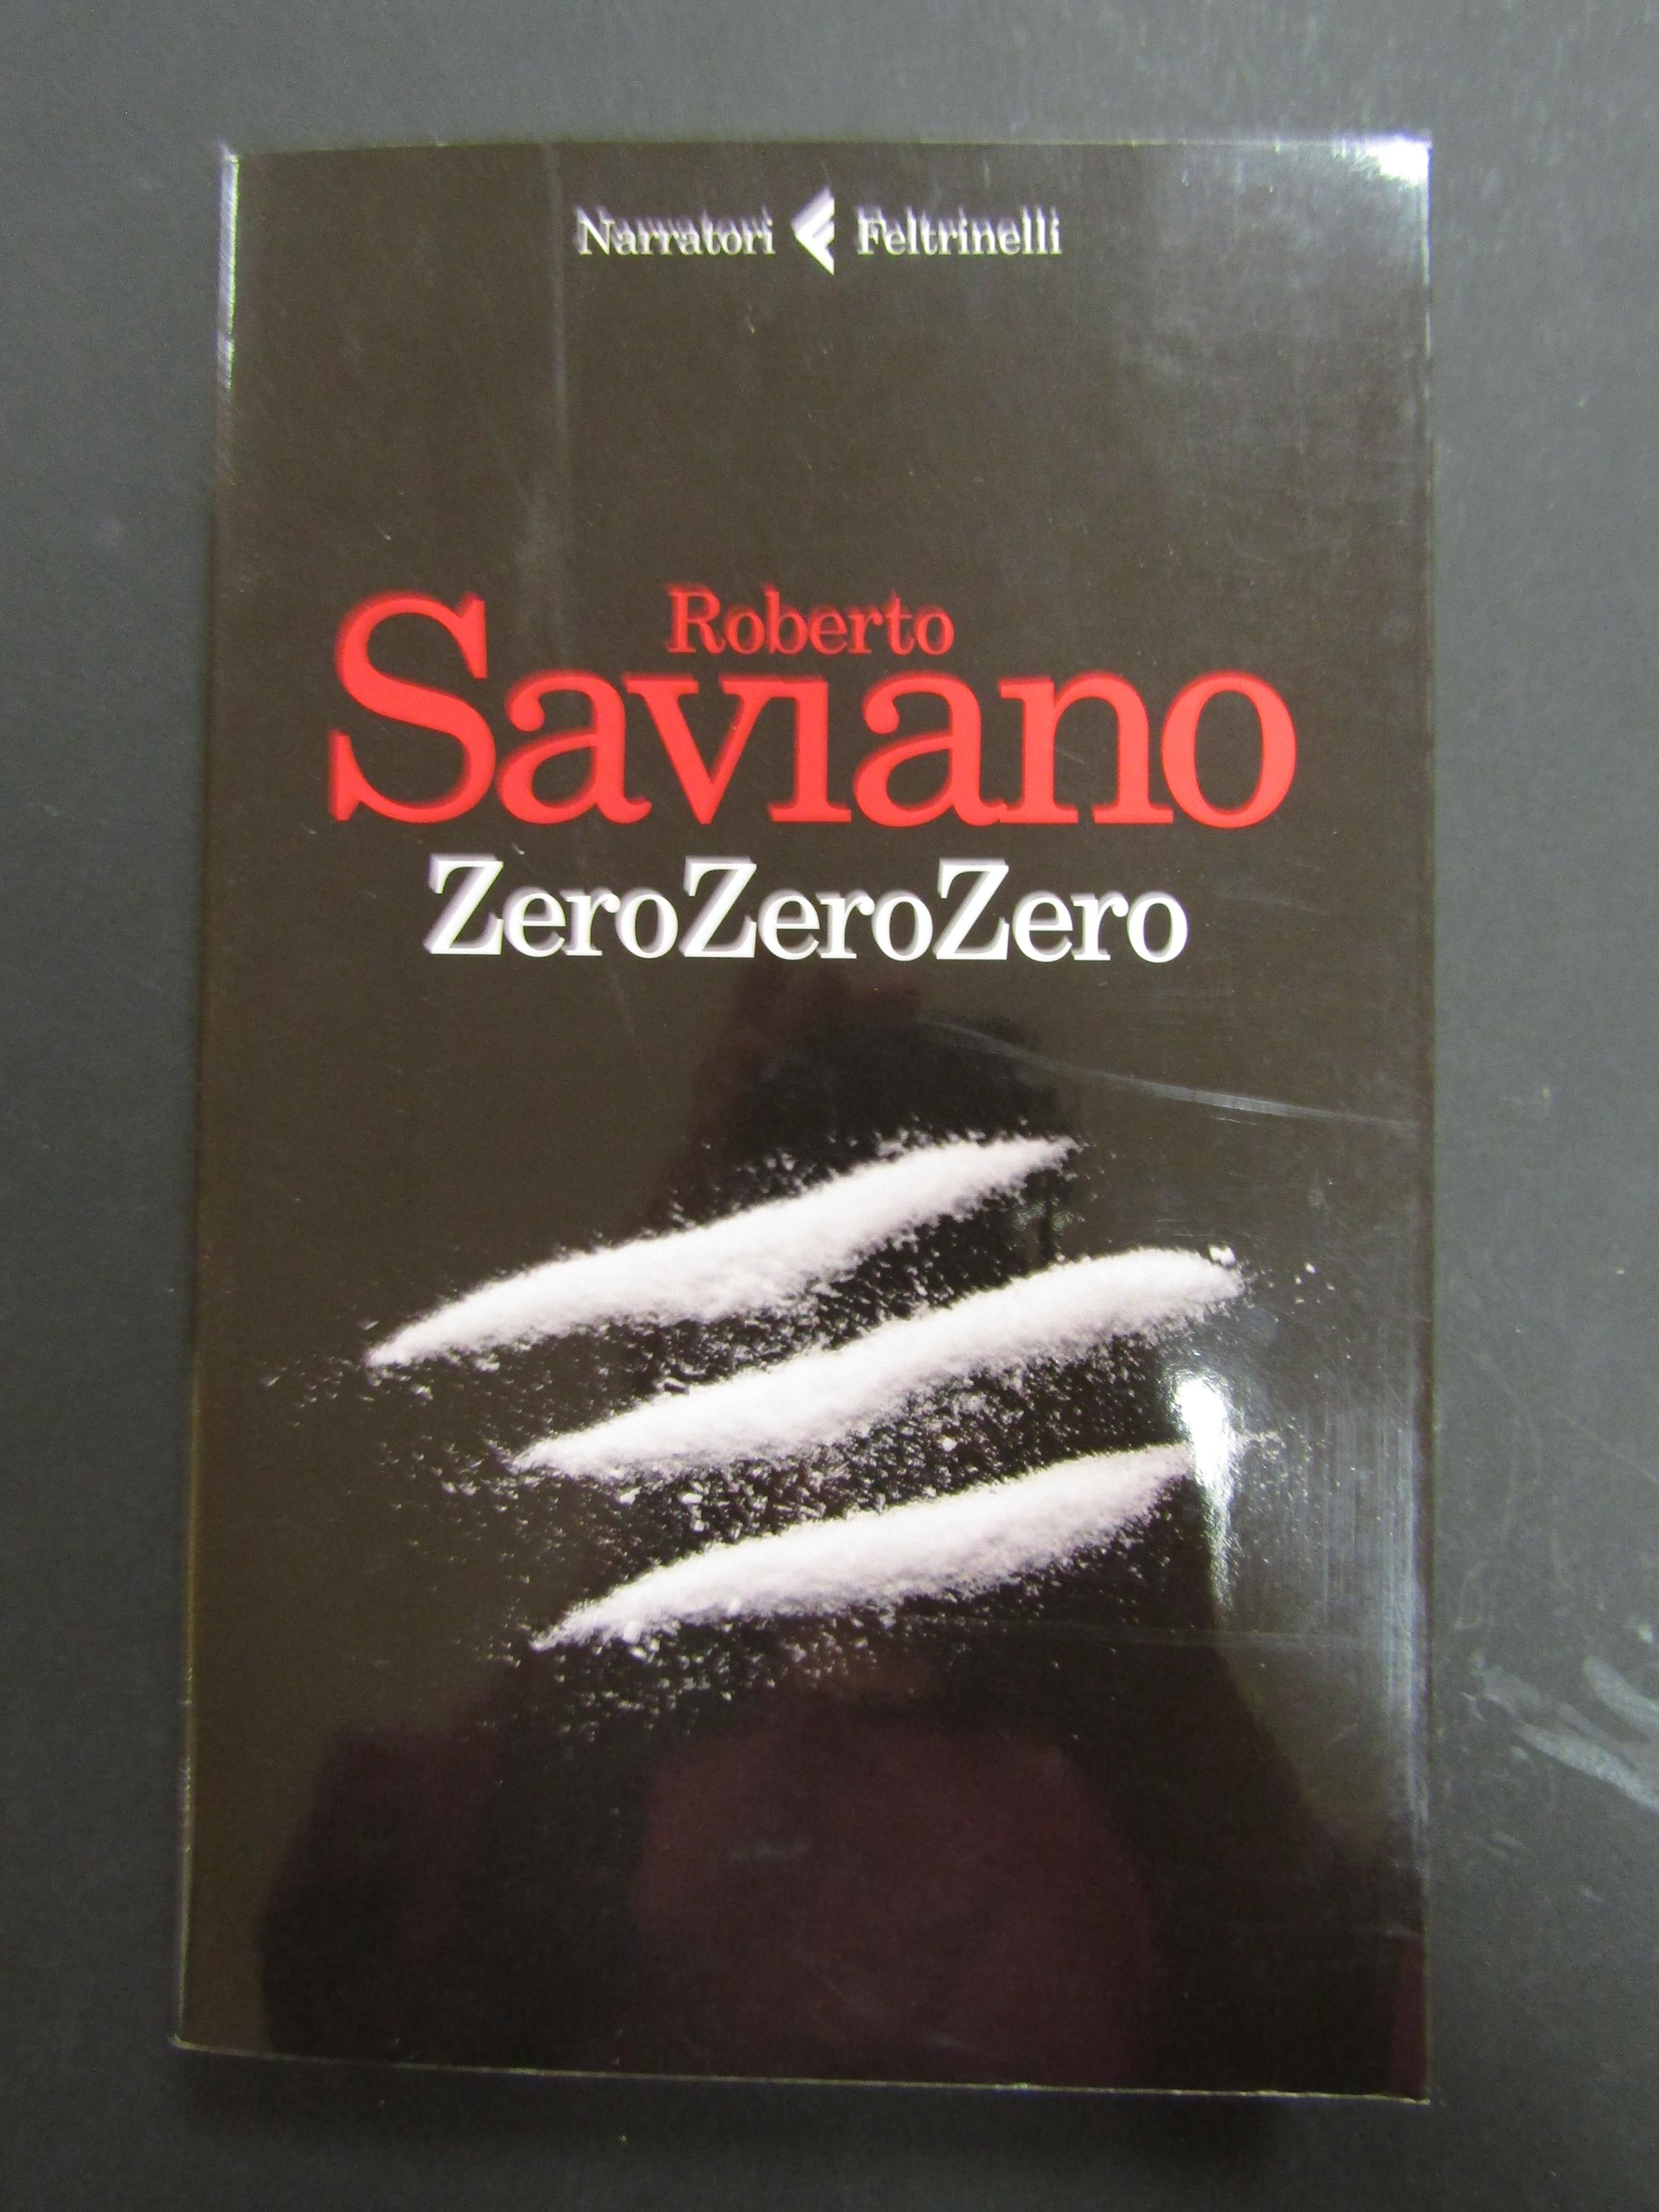 Narratori Feltrinelli
Roberto
Saviano
ZeroZeroZero